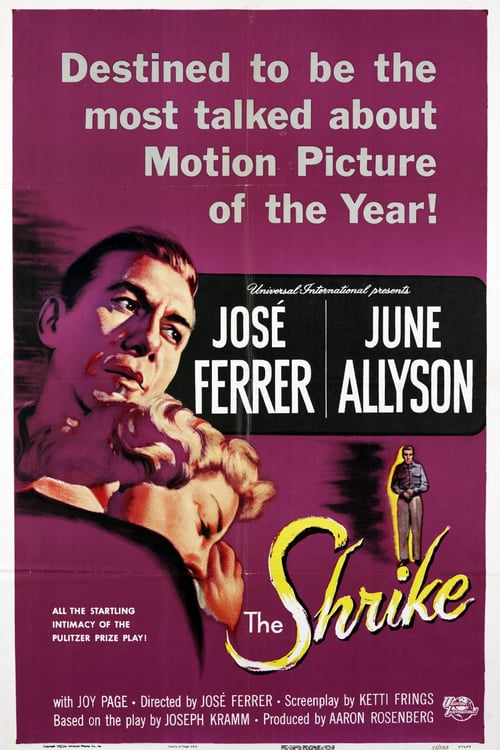 Destined to be the
most talked about
Motion Picture
of the Year!
Universal International presents
JOSÉ
FERRER
JUNE
ALLYSON
The Shrike
ALL THE STARTLING
INTIMACY OF THE
PULITZER PRIZE PLAY!
with JOY PAGE • Directed by JOSÉ FERRER • Screenplay by KETTI FRINGS
Based on the play by JOSEPH KRAMM • Produced by AARON ROSENBERG